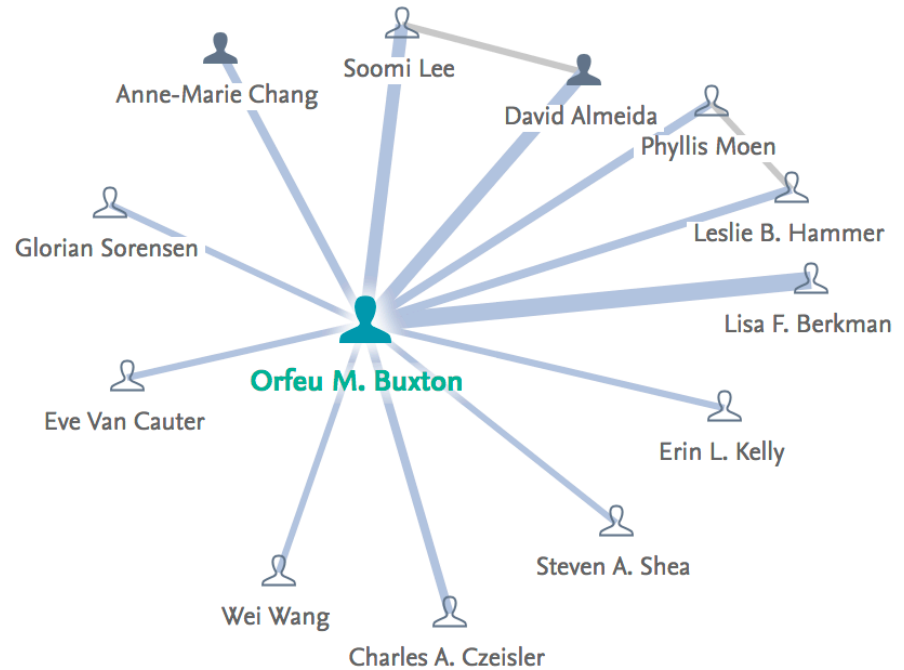 Soomi Lee
Anne-Marie Chang
David Almeida
Phyllis Moen
Leslie B. Hammer
Glorian Sorensen
Lisa F. Berkman
Orfeu M. Buxton
Eve Van Cauter
Erin L. Kelly
Steven A. Shea
Wei Wang
Charles A. Czeisler